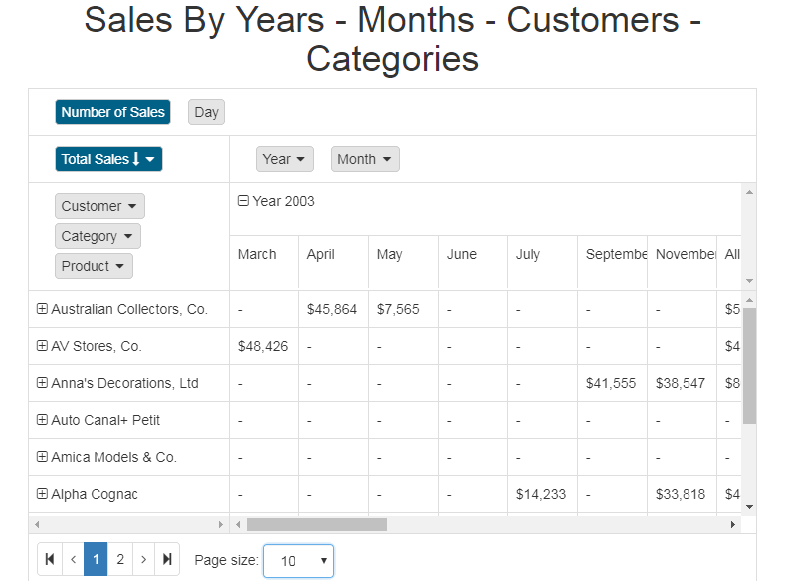 Sales By Years - Months - Customers -
Categories
Number of Sales Day
Total Sales Year Month
Customer
Category
Product
Year 2003
March April May June July Septembe November All
Australian Collectors, Co. - $45,864 $7,565 - - - - $5
AV Stores, Co. $48,426 - - - - - - $4
Anna's Decorations, Ltd - - - - - $41,555 $38,547 $8
Auto Canal+ Petit - - - - - - - -
Amica Models & Co. - - - - - - - -
Alpha Cognac - - - - $14,233 - $33,818 $4
1 2 Page size: 10